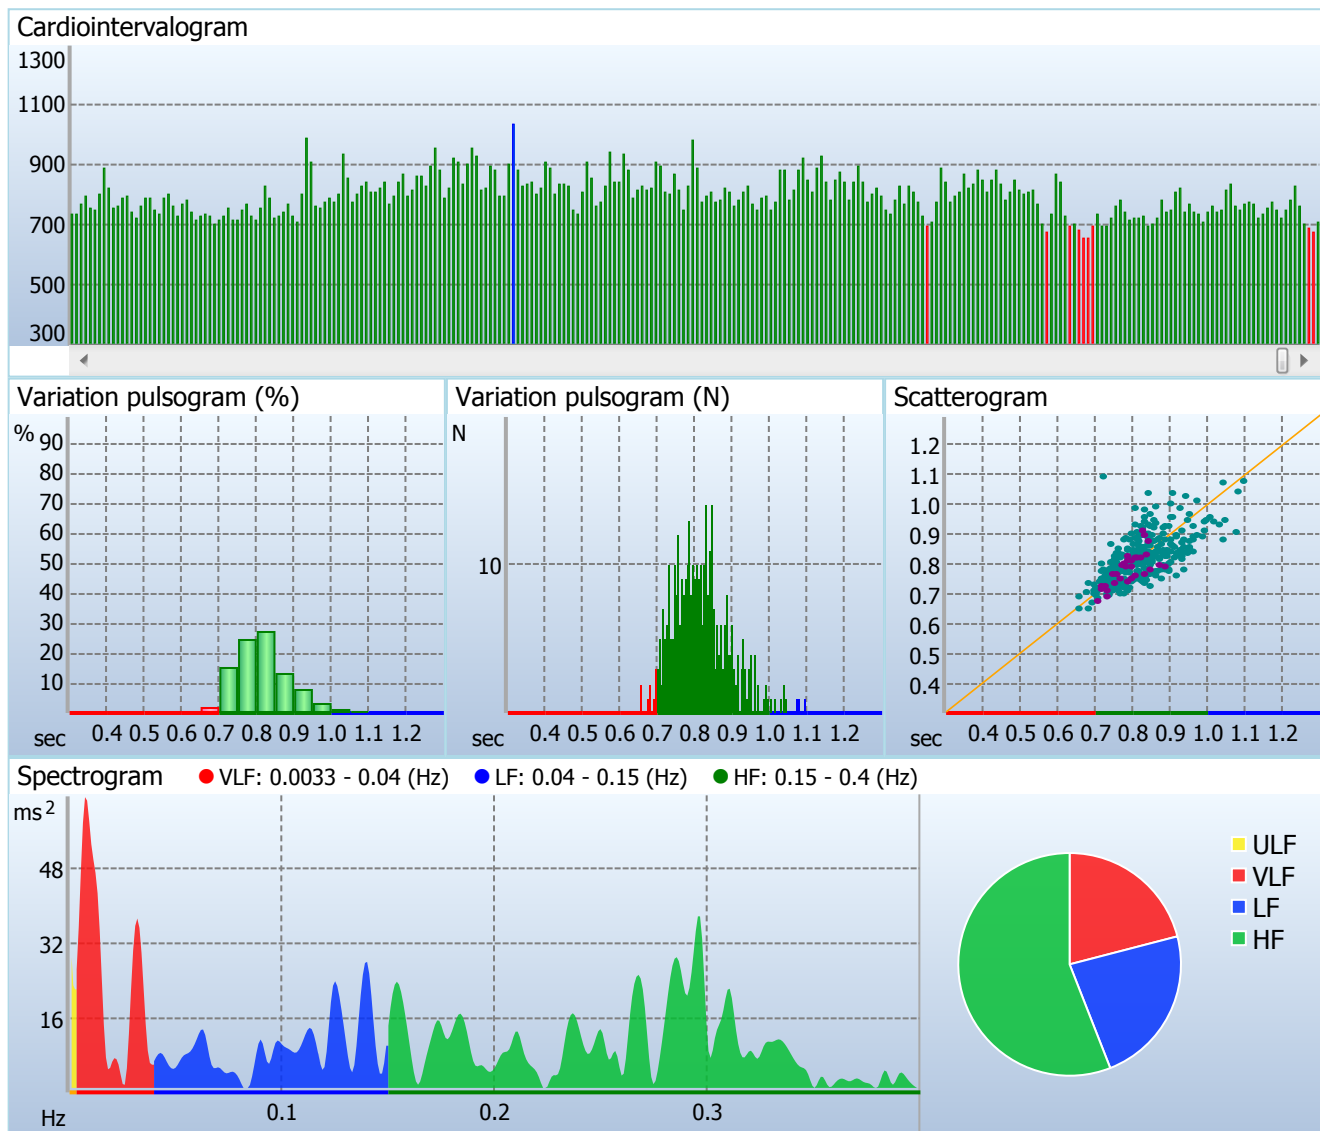 Cardiointervalogram
1300
1100
900
700
500
300
Variation pulsogram (%)
% 90
80
70
60
50
40
30
20
10
sec 0.4 0.5 0.6 0.7 0.8 0.9 1.0 1.1 1.2
Variation pulsogram (N)
N
10
sec 0.4 0.5 0.6 0.7 0.8 0.9 1.0 1.1 1.2
Scatterogram
1.2
1.1
1.0
0.9
0.8
0.7
0.6
0.5
0.4
sec 0.4 0.5 0.6 0.7 0.8 0.9 1.0 1.1 1.2
Spectrogram VLF: 0.0033 - 0.04 (Hz) LF: 0.04 - 0.15 (Hz) HF: 0.15 - 0.4 (Hz)
ms 2
48
32
16
Hz 0.1 0.2 0.3
ULF
VLF
LF
HF